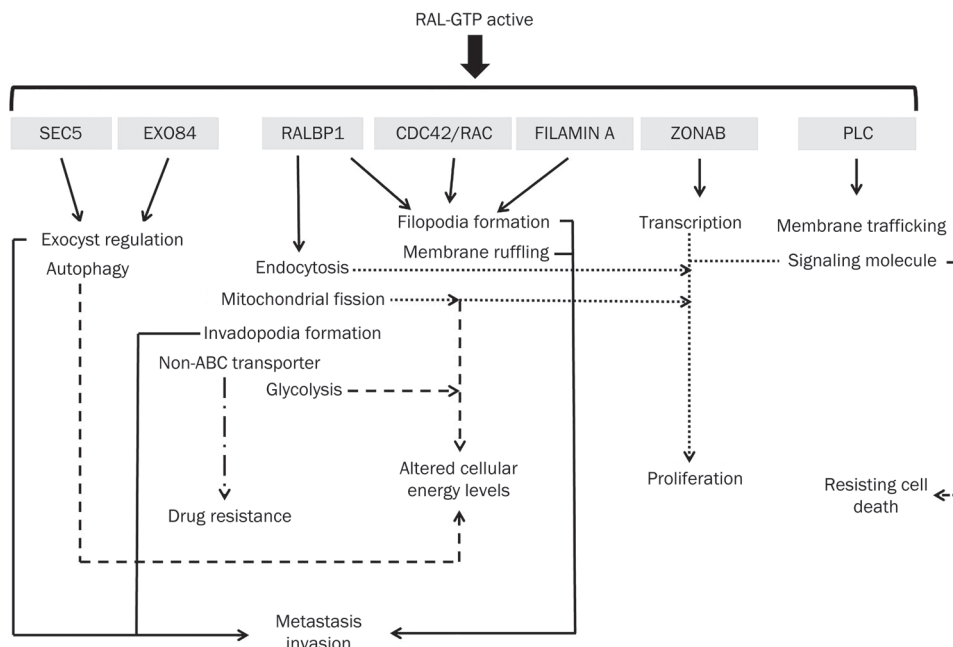 RAL-GTP active
SEC5
EXO84
RALBP1
CDC42/RAC
FILAMIN A
ZONAB
PLC
Exocyst regulation
Autophagy
Filopodia formation
Membrane ruffling
Transcription
Membrane trafficking
Signaling molecule
Endocytosis
Mitochondrial fission
Invadopodia formation
Non-ABC transporter
Glycolysis
Drug resistance
Altered cellular
energy levels
Proliferation
Resisting cell
death
Metastasis
invasion